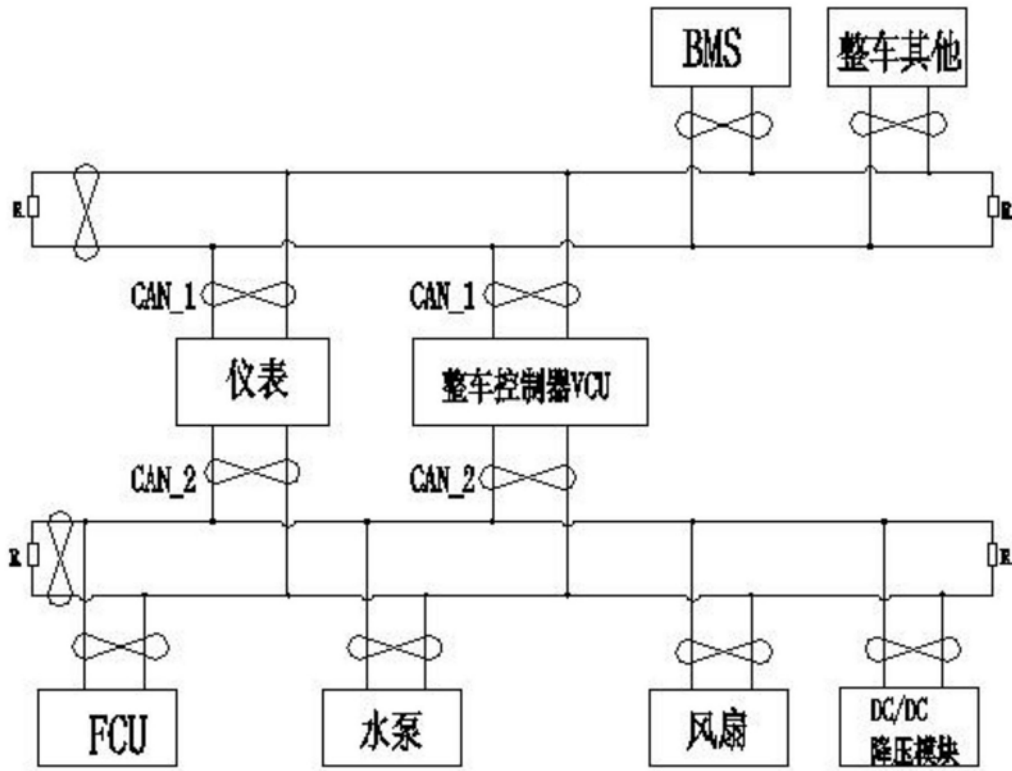 BMS
整车其他
R
R
CAN_1
CAN_1
仪表
整车控制器VCU
CAN_2
CAN_2
R
R
FCU
水泵
风扇
DC/DC
降压模块